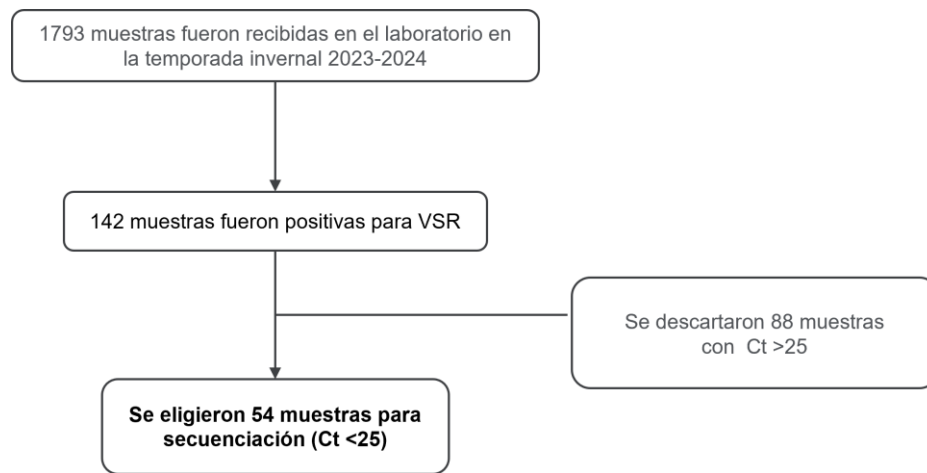 1793 muestras fueron recibidas en el laboratorio en
la temporada invernal 2023-2024
142 muestras fueron positivas para VSR
Se descartaron 88 muestras
con Ct >25
Se eligieron 54 muestras para
secuenciación (Ct <25)